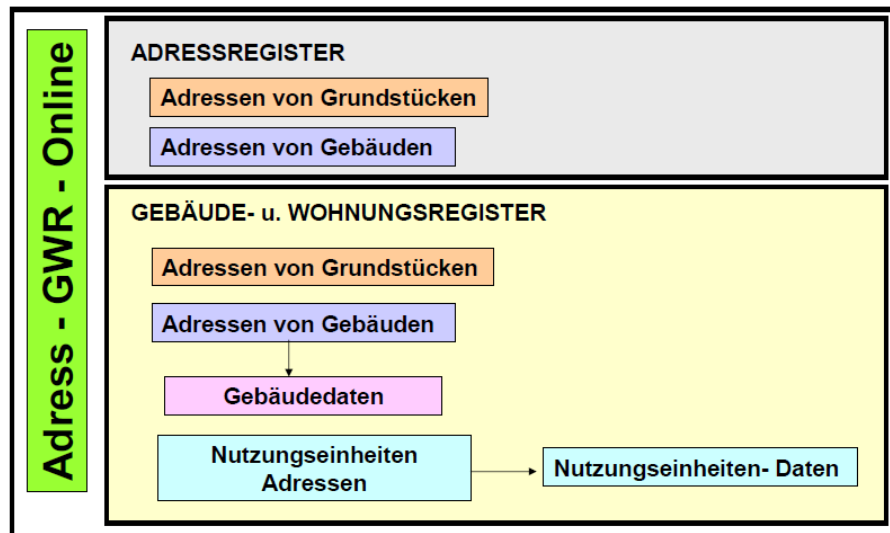 Adress - GWR - Online
ADRESSREGISTER
Adressen von Grundstücken
Adressen von Gebäuden
GEBÄUDE- u. WOHNUNGSREGISTER
Adressen von Grundstücken
Adressen von Gebäuden
Gebäudedaten
Nutzungseinheiten
Adressen
Nutzungseinheiten- Daten